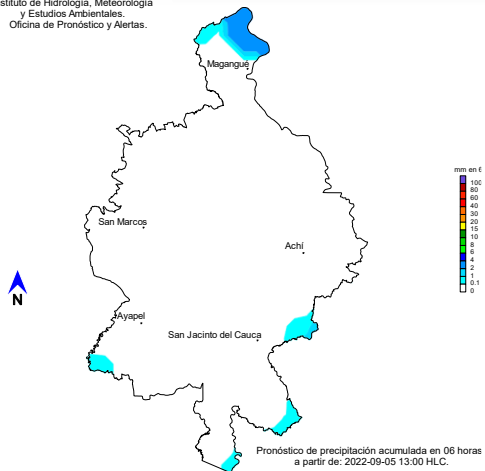 stituto de Hidrología, Meteorología
y Estudios Ambientales.
Oficina de Pronóstico y Alertas.
Magangué
mm en 6
100
80
60
40
30
20
15
10
8
6
4
2
1
0.1
0
San Marcos
Achí
N
Ayapel
San Jacinto del Cauca
Pronóstico de precipitación acumulada en 06 horas
a partir de: 2022-09-05 13:00 HLC.